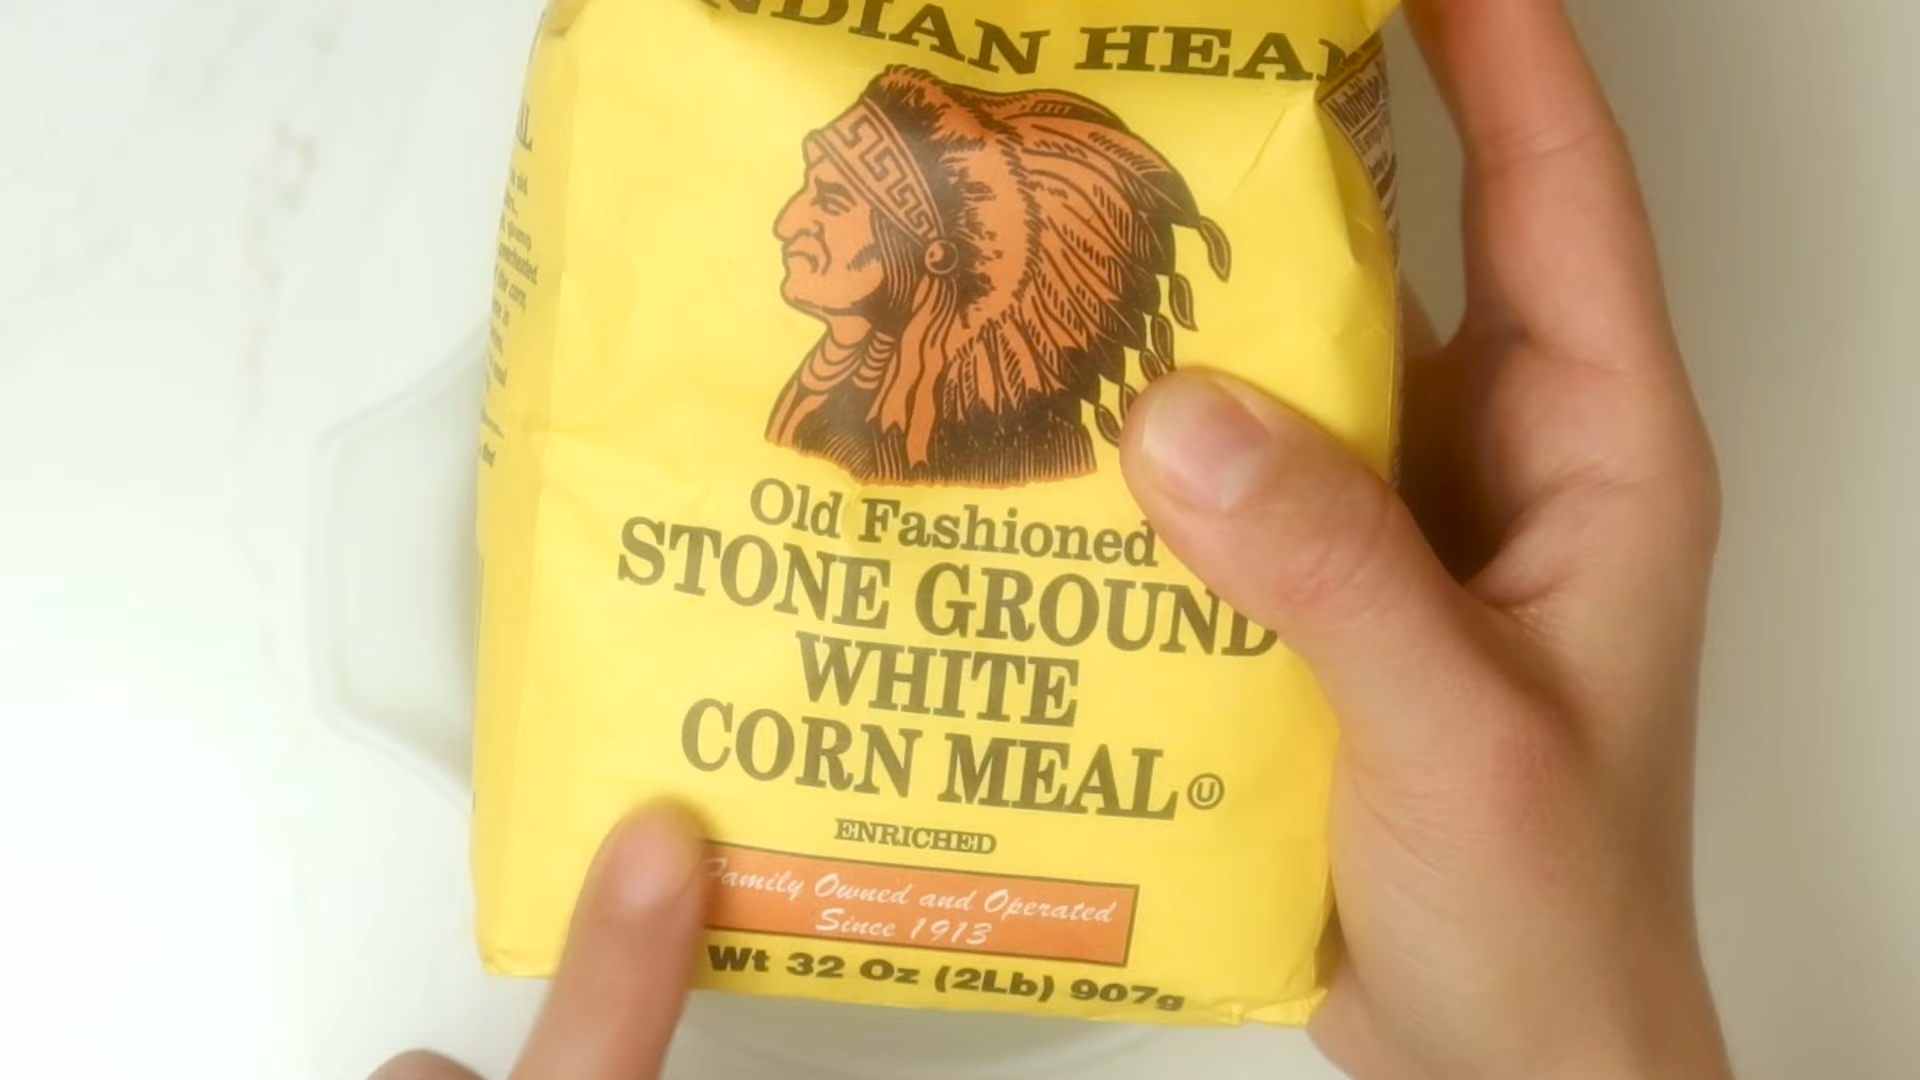 NDIAN HEA
Old Fashioned
STONE GROUND
WHITE
CORN MEAL U
ENRICHED
Family Owned and Operated
Since 1913
Wt 32 Oz (2Lb) 907g